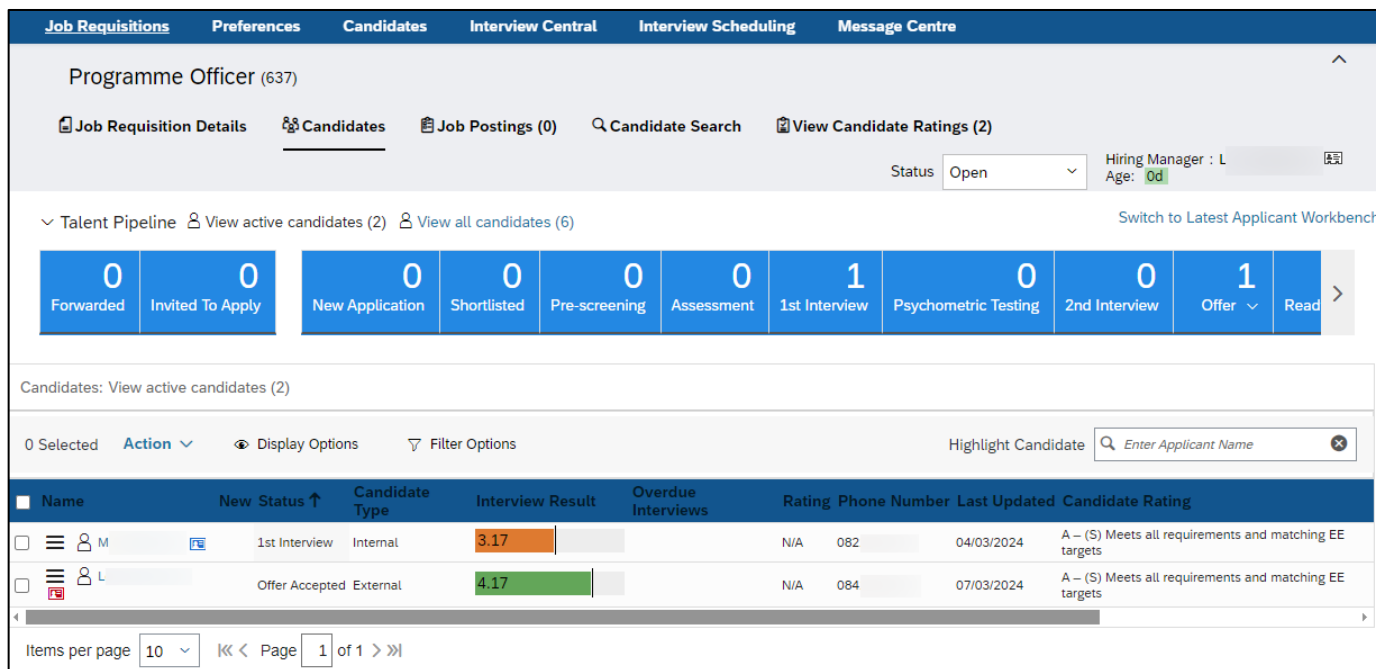 Job Requisitions Preferences Candidates Interview Central Interview Scheduling Message Centre
Programme Officer (637)
Job Requisition Details Candidates Job Postings (0) Candidate Search View Candidate Ratings (2)
Status Open Hiring Manager : L
Age: 0d
Talent Pipeline View active candidates (2) View all candidates (6) Switch to Latest Applicant Workbench
0 0 0 0 0 0 1 0 0 1
Forwarded Invited To Apply New Application Shortlisted Pre-screening Assessment 1st Interview Psychometric Testing 2nd Interview Offer Read
Candidates: View active candidates (2)
0 Selected Action Display Options Filter Options Highlight Candidate Enter Applicant Name
Name New Status Candidate Type Interview Result Overdue Interviews Rating Phone Number Last Updated Candidate Rating
M 1st Interview Internal 3.17 N/A 082 04/03/2024 A – (S) Meets all requirements and matching EE
targets
L Offer Accepted External 4.17 N/A 084 07/03/2024 A – (S) Meets all requirements and matching EE
targets
Items per page 10 Page 1 of 1